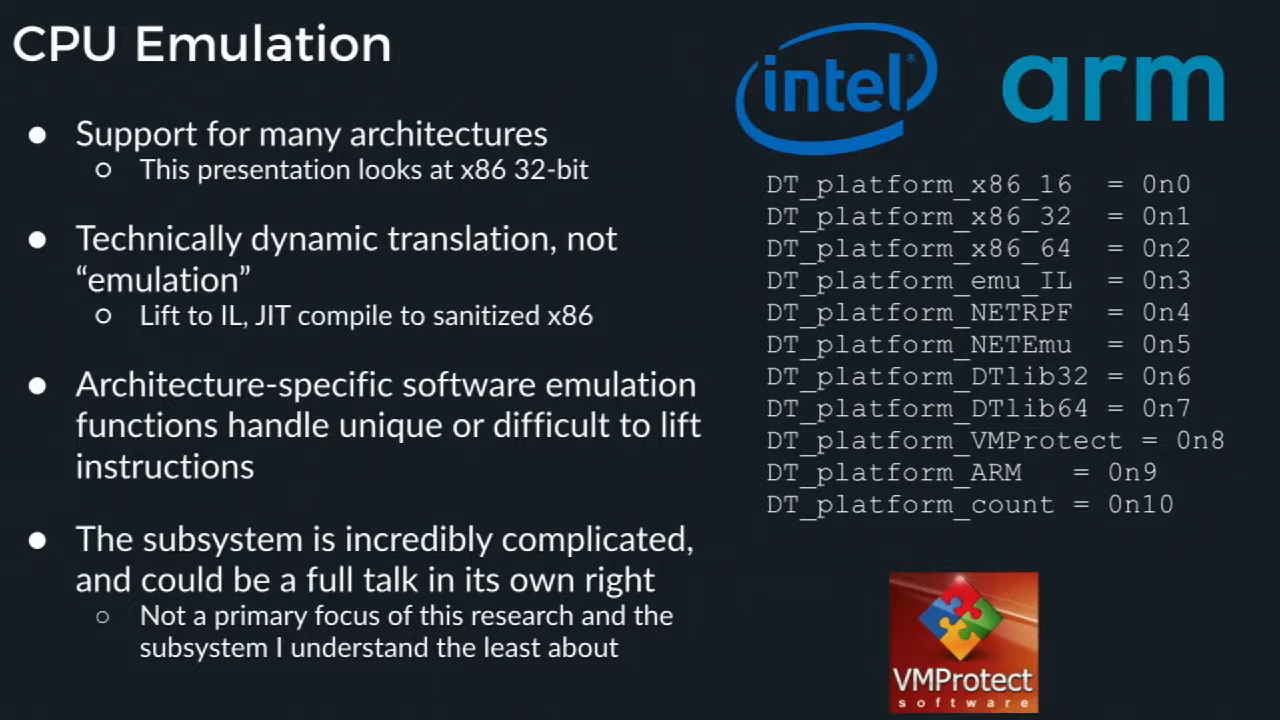 CPU Emulation
● Support for many architectures
○ This presentation looks at x86 32-bit
● Technically dynamic translation, not
“emulation”
○ Lift to IL, JIT compile to sanitized x86
● Architecture-specific software emulation
functions handle unique or difficult to lift
instructions
● The subsystem is incredibly complicated,
and could be a full talk in its own right
○ Not a primary focus of this research and the
subsystem I understand the least about
intel®
arm
DT_platform_x86_16 = 0n0
DT_platform_x86_32 = 0n1
DT_platform_x86_64 = 0n2
DT_platform_emu_IL = 0n3
DT_platform_NETRPF = 0n4
DT_platform_NETEmu = 0n5
DT_platform_DTlib32 = 0n6
DT_platform_DTlib64 = 0n7
DT_platform_VMProtect = 0n8
DT_platform_ARM = 0n9
DT_platform_count = 0n10
VMProtect
software